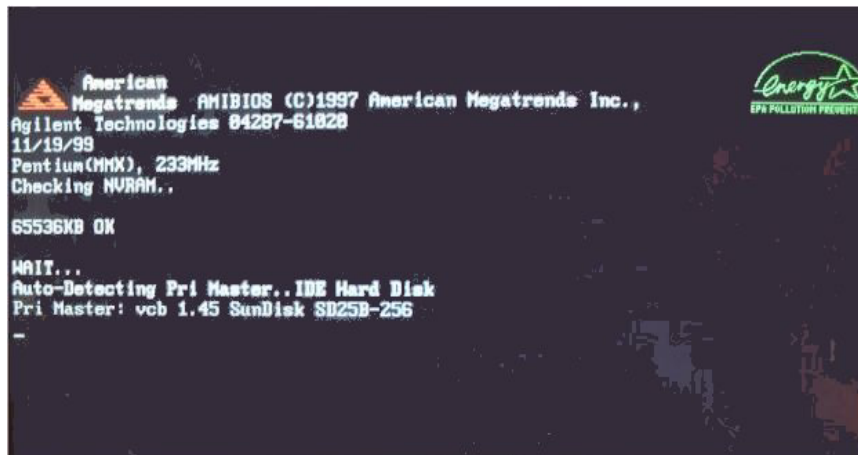 American
Megatrends AMIBIOS (C)1997 American Megatrends Inc.,
energy
EPA POLLUTION PREVENT
Agilent Technologies 04207-61020
11/19/99
Pentium(MMX), 233MHz
Checking NVRAM..
65536KB OK
WAIT...
Auto-Detecting Pri Master..IDE Hard Disk
Pri Master: vcb 1.45 SunDisk SD25B-256